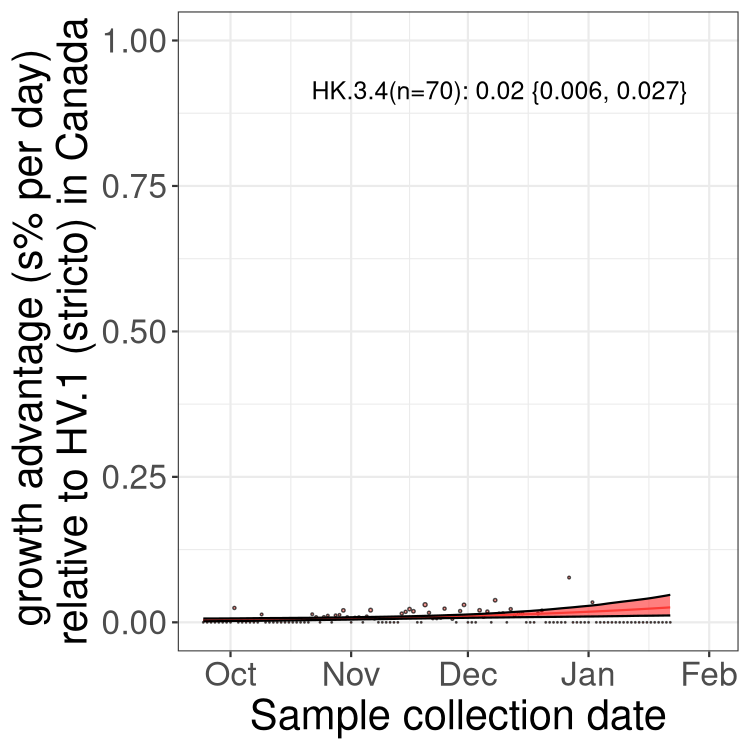 growth advantage (s% per day)
relative to HV.1 (stricto) in Canada
1.00
0.75
0.50
0.25
0.00
HK.3.4(n=70): 0.02 {0.006, 0.027}
Oct Nov Dec Jan Feb
Sample collection date